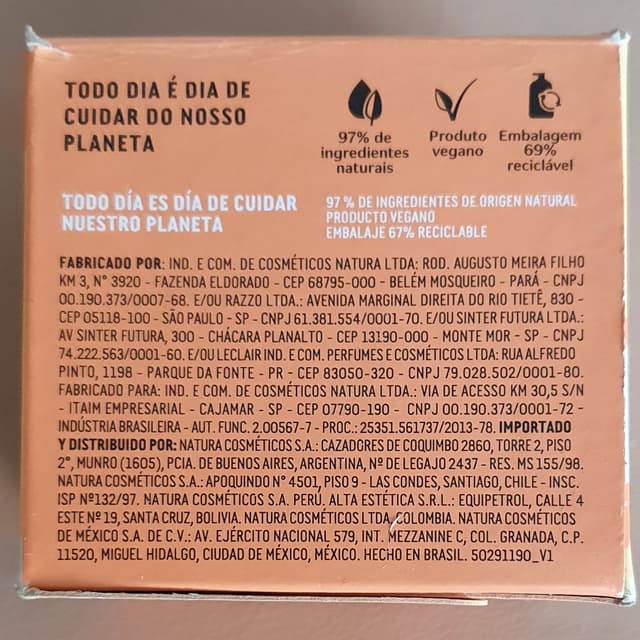 TODO DIA É DIA DE
CUIDAR DO NOSSO
PLANETA
97% de
ingredientes
naturais
Produto
vegano
Embalagem
69%
reciclável
TODO DÍA ES DÍA DE CUIDAR
NUESTRO PLANETA
97 % DE INGREDIENTES DE ORIGEN NATURAL
PRODUCTO VEGANO
EMBALAJE 67% RECICLABLE
FABRICADO POR: IND. E COM. DE COSMÉTICOS NATURA LTDA: ROD. AUGUSTO MEIRA FILHO
KM 3, N° 3920 - FAZENDA ELDORADO - CEP 68795-000 - BELÉM MOSQUEIRO - PARÁ - CNPJ
00.190.373/0007-68. E/OU RAZZO LTDA.: AVENIDA MARGINAL DIREITA DO RIO TIETÊ, 830 -
CEP 05118-100 - SÃO PAULO - SP - CNPJ 61.381.554/0001-70. E/OU SINTER FUTURA LTDA.:
AV SINTER FUTURA, 300 - CHÁCARA PLANALTO - CEP 13190-000 - MONTE MOR - SP - CNPJ
74.222.563/0001-60. E/OU LECLAIR IND. E COM. PERFUMES E COSMÉTICOS LTDA: RUA ALFREDO
PINTO, 1198 - PARQUE DA FONTE - PR - CEP 83050-320 - CNPJ 79.028.502/0001-80.
FABRICADO PARA: IND. E COM. DE COSMÉTICOS NATURA LTDA.: VIA DE ACESSO KM 30,5 S/N
- ITAIM EMPRESARIAL - CAJAMAR - SP - CEP 07790-190 - CNPJ 00.190.373/0001-72 -
INDÚSTRIA BRASILEIRA - AUT. FUNC. 2.00567-7 - PROC.: 25351.561737/2013-78. IMPORTADO
Y DISTRIBUIDO POR: NATURA COSMÉTICOS S.A.: CAZADORES DE COQUIMBO 2860, TORRE 2, PISO
2°, MUNRO (1605), PCIA. DE BUENOS AIRES, ARGENTINA, Nº DE LEGAJO 2437 - RES. MS 155/98.
NATURA COSMÉTICOS S.A.: APOQUINDO N° 4501, PISO 9 - LAS CONDES, SANTIAGO, CHILE - INSC.
ISP Nº132/97. NATURA COSMÉTICOS S.A. PERÚ. ALTA ESTÉTICA S.R.L.: EQUIPETROL, CALLE 4
ESTE Nº 19, SANTA CRUZ, BOLIVIA. NATURA COSMÉTICOS LTDA, COLOMBIA. NATURA COSMÉTICOS
DE MÉXICO S.A. DE C.V.: AV. EJÉRCITO NACIONAL 579, INT. MEZZANINE C, COL. GRANADA, C.P.
11520, MIGUEL HIDALGO, CIUDAD DE MÉXICO, MÉXICO. HECHO EN BRASIL. 50291190_V1